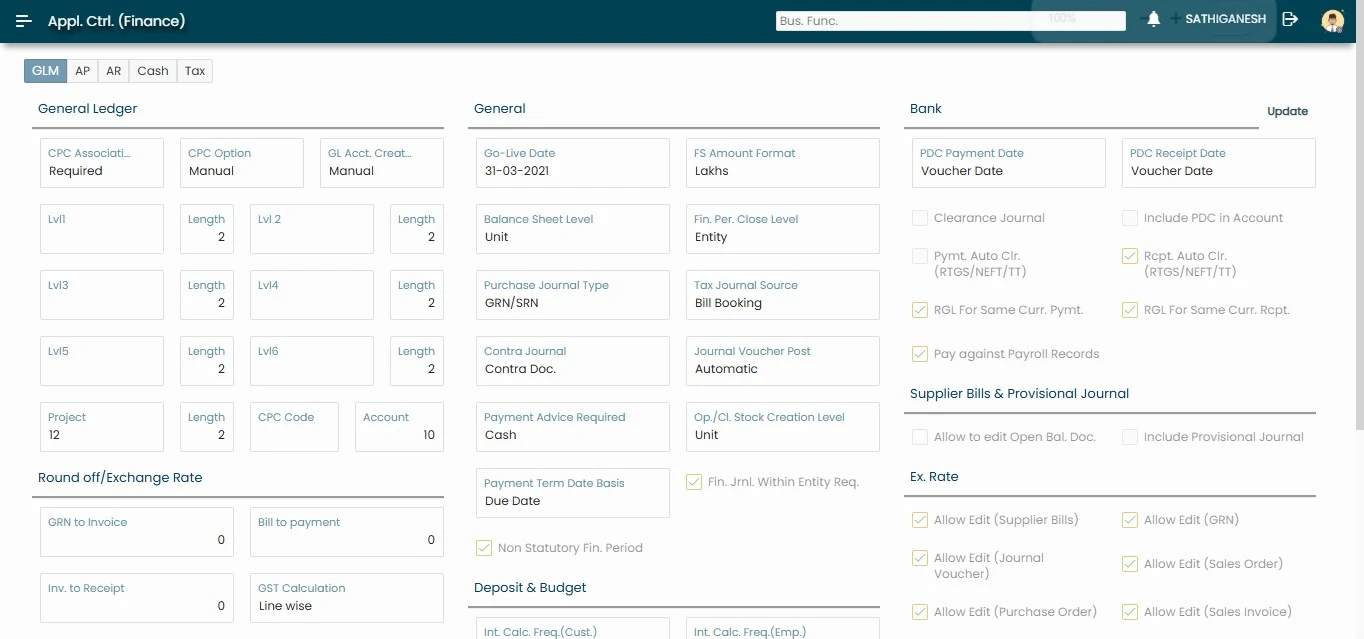 Appl. Ctrl. (Finance)
Bus. Func.
100%
SATHIGANESH
GLM AP AR Cash Tax
General Ledger
CPC Associati... CPC Option GL Acct. Creat...
Required Manual Manual
Lvl1 Length Lvl 2 Length
2 2
Lvl3 Length Lvl4 Length
2 2
Lvl5 Length Lvl6 Length
2 2
Project Length CPC Code Account
12 2 10
Round off/Exchange Rate
GRN to Invoice Bill to payment
0 0
Inv. to Receipt GST Calculation
0 Line wise
General
Go-Live Date FS Amount Format
31-03-2021 Lakhs
Balance Sheet Level Fin. Per. Close Level
Unit Entity
Purchase Journal Type Tax Journal Source
GRN/SRN Bill Booking
Contra Journal Journal Voucher Post
Contra Doc. Automatic
Payment Advice Required Op./Cl. Stock Creation Level
Cash Unit
Payment Term Date Basis
Due Date
Fin. Jrnl. Within Entity Req.
Non Statutory Fin. Period
Deposit & Budget
Int. Calc. Freq.(Cust.) Int. Calc. Freq.(Emp.)
Bank
Update
PDC Payment Date PDC Receipt Date
Voucher Date Voucher Date
Clearance Journal Include PDC in Account
Pymt. Auto Clr. Rcpt. Auto Clr.
(RTGS/NEFT/TT) (RTGS/NEFT/TT)
RGL For Same Curr. Pymt. RGL For Same Curr. Rcpt.
Pay against Payroll Records
Supplier Bills & Provisional Journal
Allow to edit Open Bal. Doc. Include Provisional Journal
Ex. Rate
Allow Edit (Supplier Bills) Allow Edit (GRN)
Allow Edit (Journal
Voucher)
Allow Edit (Sales Order)
Allow Edit (Purchase Order) Allow Edit (Sales Invoice)